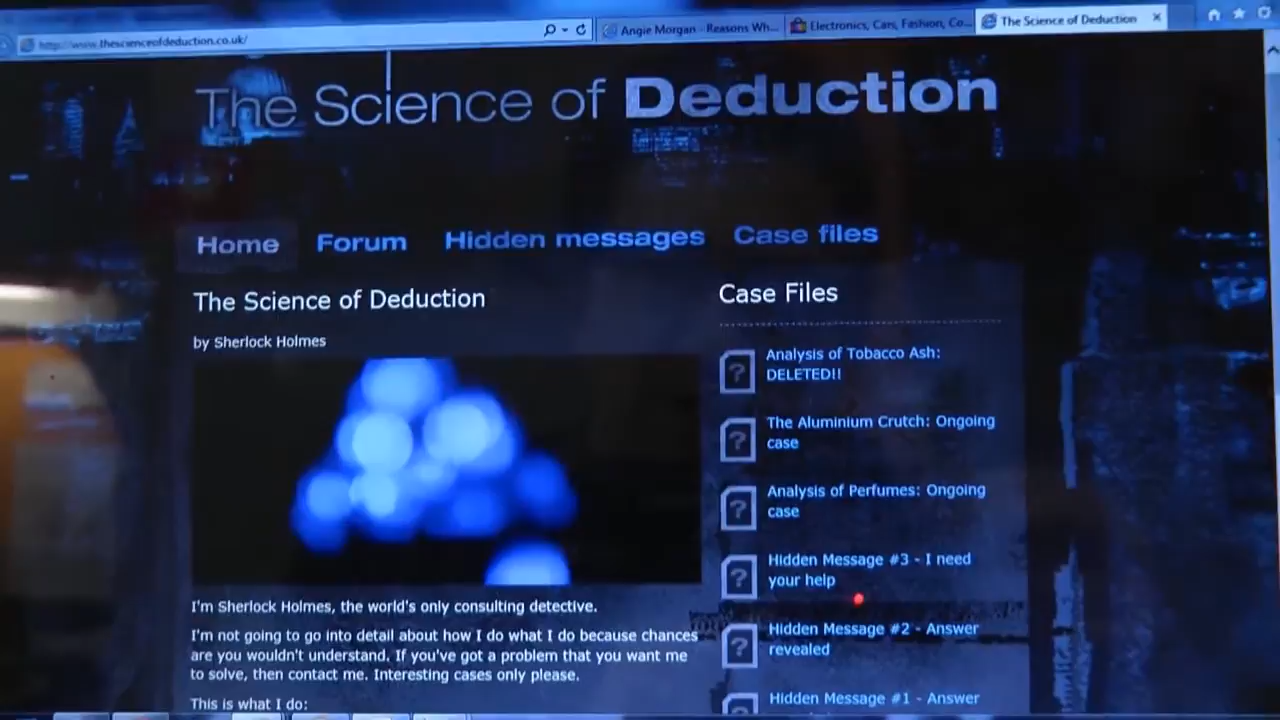 http://www.thescienceofdeduction.co.uk/
Angie Morgan - Reasons Wh...
Electronics, Cars, Fashion, Co...
The Science of Deduction
The Science of Deduction
Home
Forum
Hidden messages
Case files
The Science of Deduction
by Sherlock Holmes
I'm Sherlock Holmes, the world's only consulting detective.
I'm not going to go into detail about how I do what I do because chances
are you wouldn't understand. If you've got a problem that you want me
to solve, then contact me. Interesting cases only please.
This is what I do:
Case Files
Analysis of Tobacco Ash:
DELETED!!
The Aluminium Crutch: Ongoing
case
Analysis of Perfumes: Ongoing
case
Hidden Message #3 - I need
your help
Hidden Message #2 - Answer
revealed
Hidden Message #1 - Answer